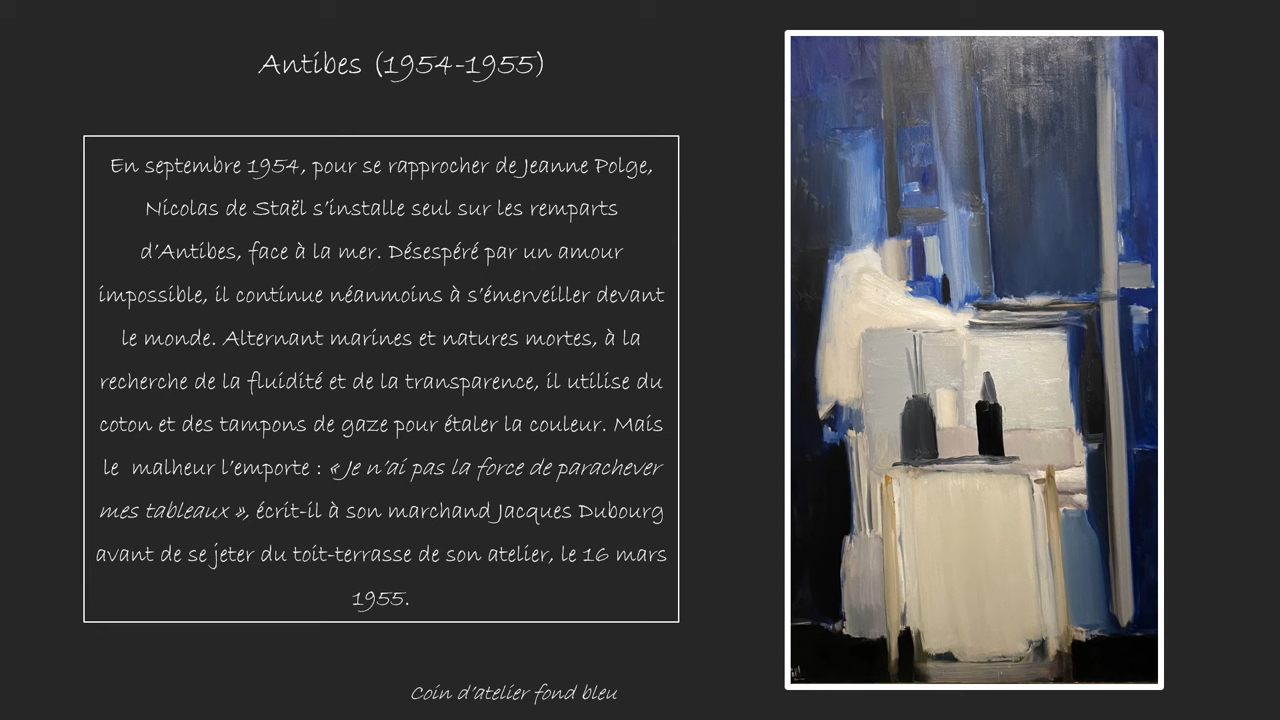 Antibes (1954-1955)
En septembre 1954, pour se rapprocher de Jeanne Polge,
Nicolas de Staël s'installe seul sur les remparts
d'Antibes, face à la mer. Désespéré par un amour
impossible, il continue néanmoins à s'émerveiller devant
le monde. Alternant marines et natures mortes, à la
recherche de la fluidité et de la transparence, il utilise du
coton et des tampons de gaze pour étaler la couleur. Mais
le malheur l'emporte : « Je n'ai pas la force de parachever
mes tableaux », écrit-il à son marchand Jacques Dubourg
avant de se jeter du toit-terrasse de son atelier, le 16 mars
1955.
Coin d'atelier fond bleu